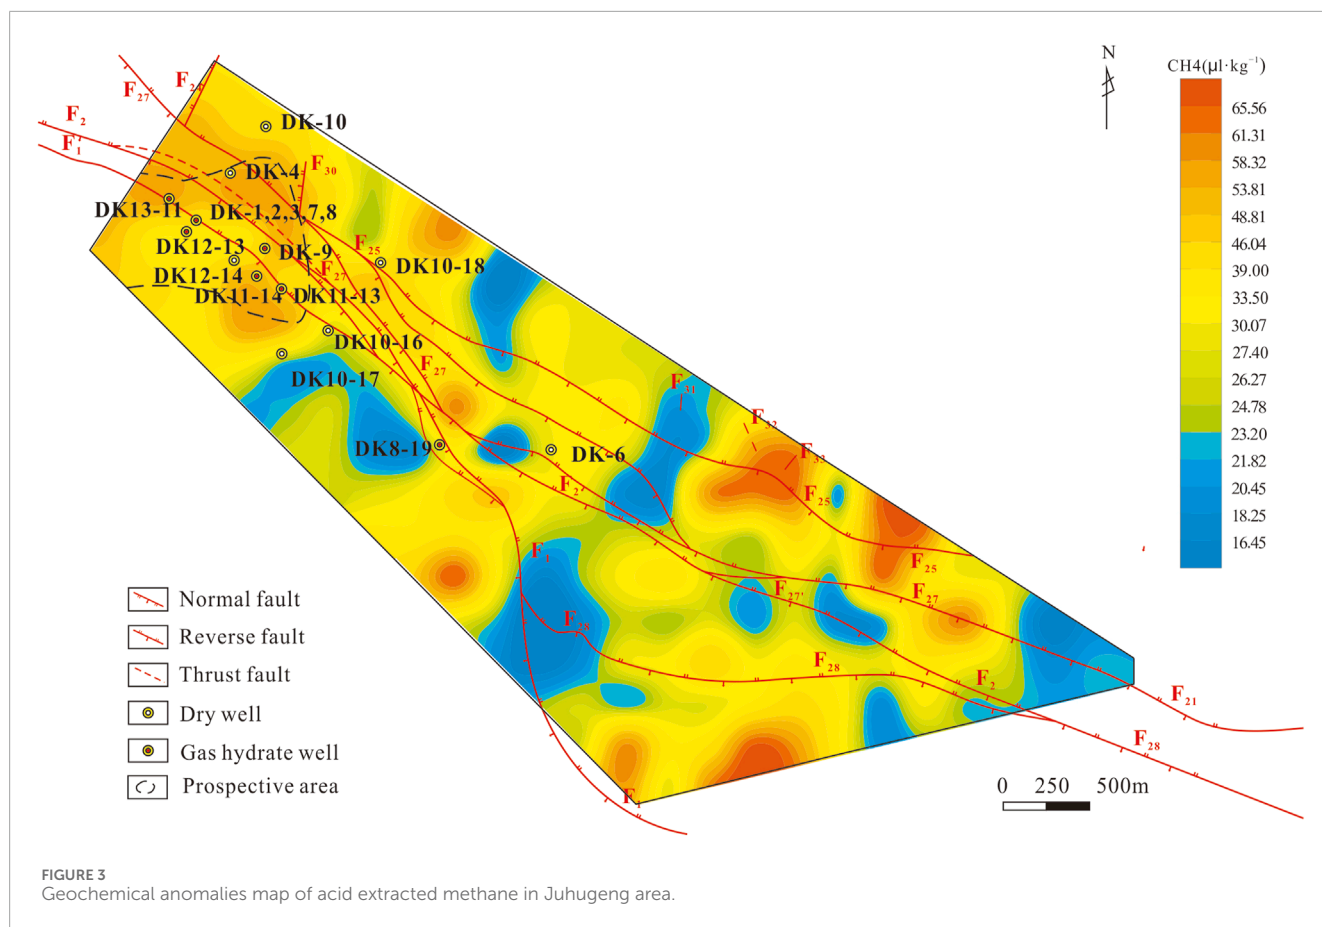 N
CH4(μl·kg⁻¹)
65.56
61.31
58.32
53.81
48.81
46.04
39.00
33.50
30.07
27.40
26.27
24.78
23.20
21.82
20.45
18.25
16.45
F27
F24
F2
F1
DK-10
DK-4
F30
DK13-11
DK-1,2,3,7,8
DK12-13
DK-9
F25
DK10-18
F27
DK12-14
DK11-14
DK11-13
DK10-16
F27
DK10-17
F31
F32
DK8-19
DK-6
F33
F2
F25
F1
F25
F27'
F27
F28
F28
F2
F21
F28
F1
Normal fault
Reverse fault
Thrust fault
Dry well
Gas hydrate well
Prospective area
0 250 500m
FIGURE 3
Geochemical anomalies map of acid extracted methane in Juhugeng area.